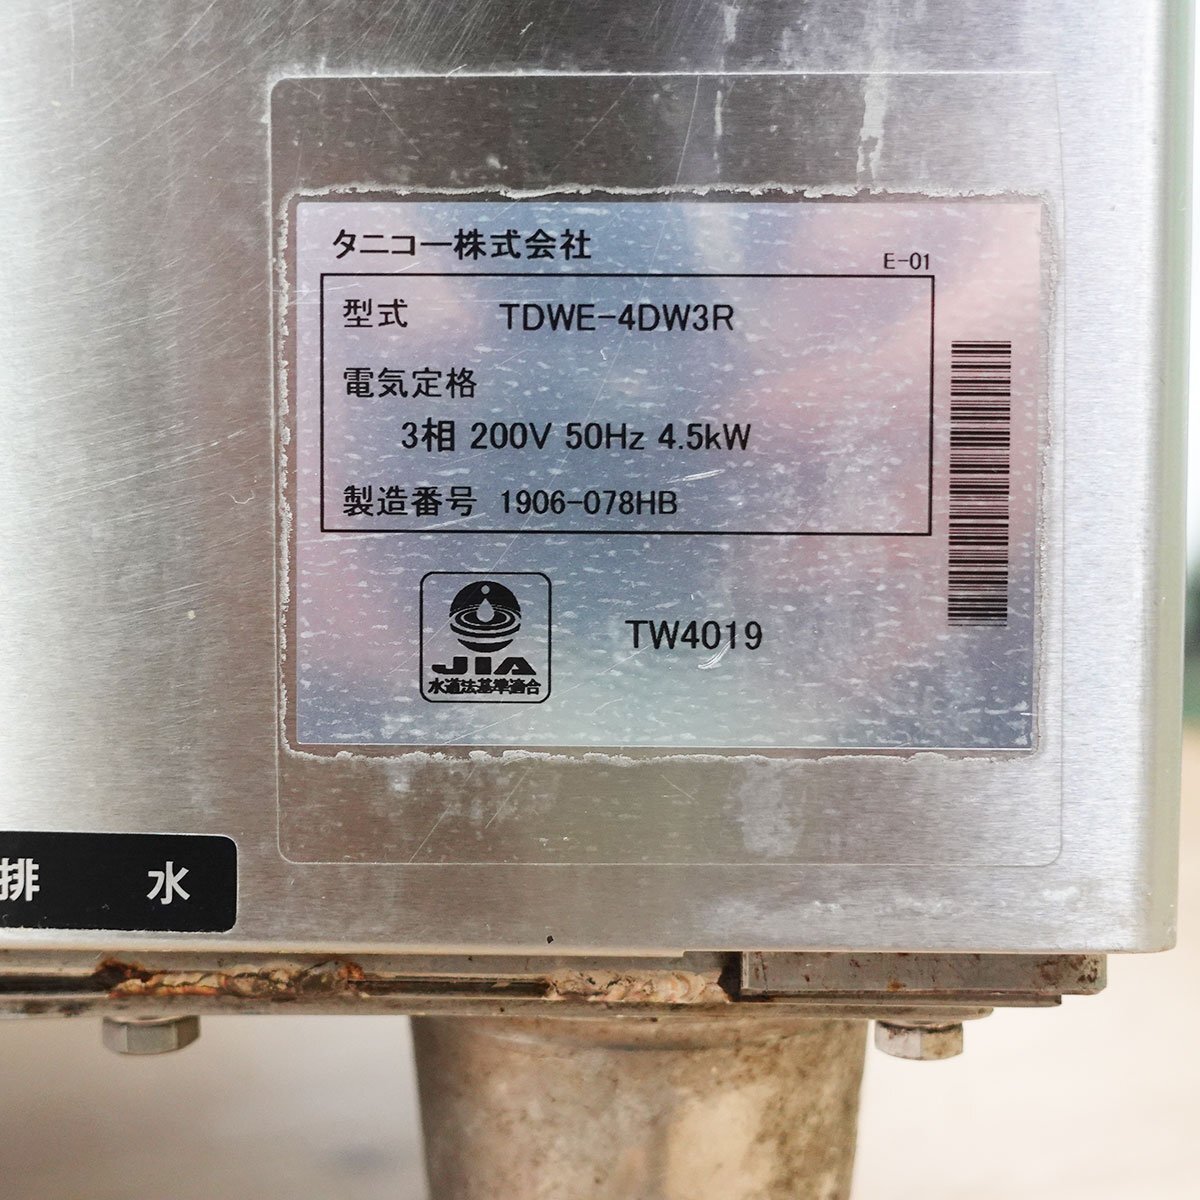 タニコー株式会社
E-01
型式 TDWE-4DW3R
電気定格
3相 200V 50Hz 4.5kW
製造番号 1906-078HB
JIA
水道法基準適合
TW4019
排 水